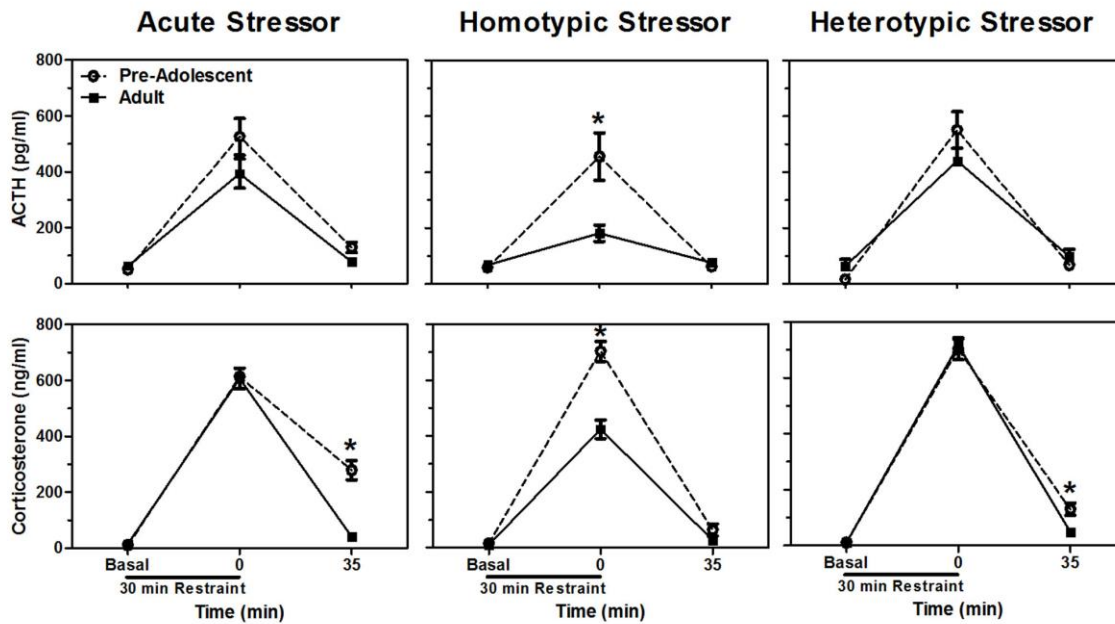 Acute Stressor
Homotypic Stressor
Heterotypic Stressor
ACTH (pg/ml)
800
600
400
200
0
Pre-Adolescent
Adult
*
Corticosterone (ng/ml)
800
600
400
200
0
*
*
*
Basal 0 35
30 min Restraint
Time (min)
Basal 0 35
30 min Restraint
Time (min)
Basal 0 35
30 min Restraint
Time (min)